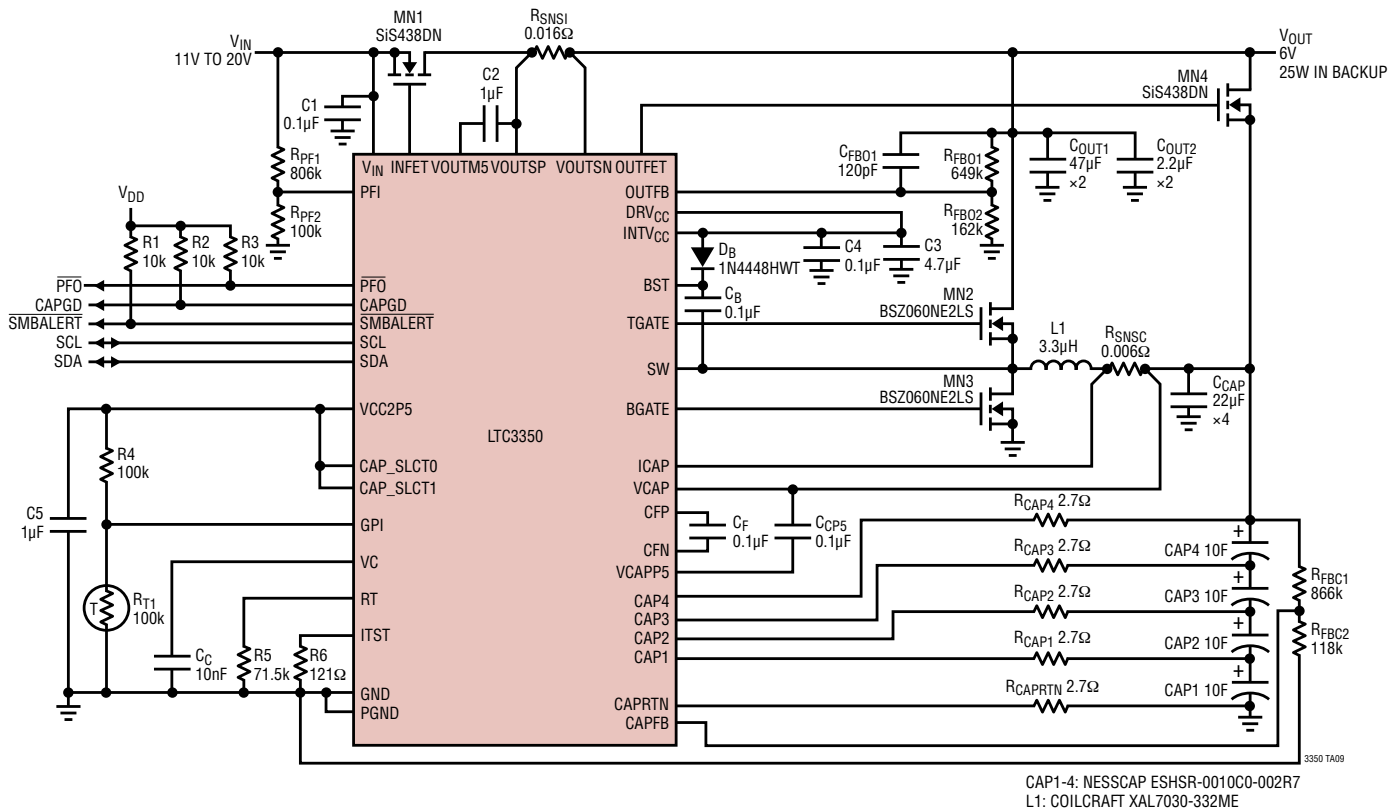 MN1
SiS438DN
RSNSI
0.016Ω
VIN
11V TO 20V
VOUT
6V
25W IN BACKUP
MN4
SiS438DN
C1
0.1µF
C2
1µF
RPF1
806k
RPF2
100k
VDD
R1
10k
R2
10k
R3
10k
PFO
CAPGD
SMBALERT
SCL
SDA
C5
1µF
R4
100k
T
RT1
100k
CC
10nF
R5
71.5k
R6
121Ω
VIN INFET VOUTM5 VOUTSP VOUTSN OUTFET
PFI
PFO
CAPGD
SMBALERT
SCL
SDA
VCC2P5
CAP_SLCT0
CAP_SLCT1
GPI
VC
RT
ITST
GND
PGND
LTC3350
OUTFB
DRVCC
INTVCC
BST
TGATE
SW
BGATE
ICAP
VCAP
CFP
CFN
VCAPP5
CAP4
CAP3
CAP2
CAP1
CAPRTN
CAPFB
CFBO1
120pF
RFBO1
649k
COUT1
47µF
×2
COUT2
2.2µF
×2
RFBO2
162k
DB
1N4448HWT
C4
0.1µF
C3
4.7µF
CB
0.1µF
MN2
BSZ060NE2LS
L1
3.3µH
RSNSC
0.006Ω
MN3
BSZ060NE2LS
CCAP
22µF
×4
CF
0.1µF
CCP5
0.1µF
RCAP4 2.7Ω
RCAP3 2.7Ω
RCAP2 2.7Ω
RCAP1 2.7Ω
RCAPRTN 2.7Ω
+
CAP4 10F
+
CAP3 10F
+
CAP2 10F
+
CAP1 10F
RFBC1
866k
RFBC2
118k
3350 TA09
CAP1-4: NESSCAP ESHSR-0010C0-002R7
L1: COILCRAFT XAL7030-332ME